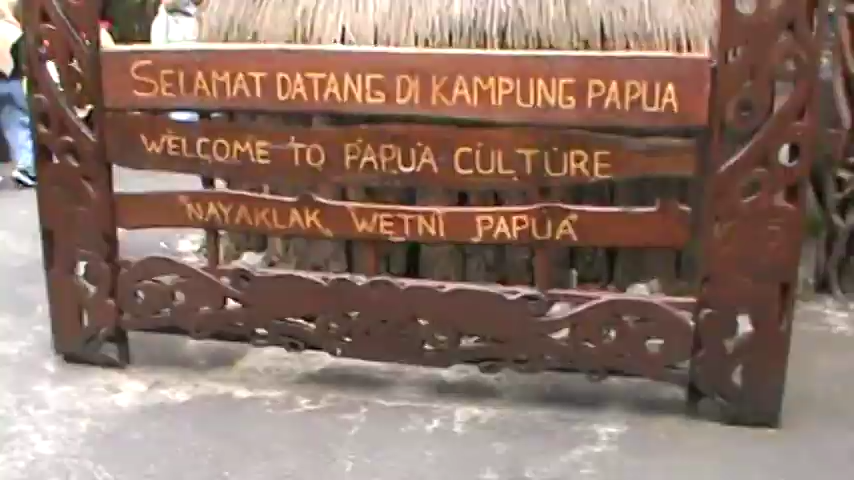 SELAMAT DATANG DI KAMPUNG PAPUA
WELCOME TO PAPUA CULTURE
"NAYAKLAK WETNI PAPUA"